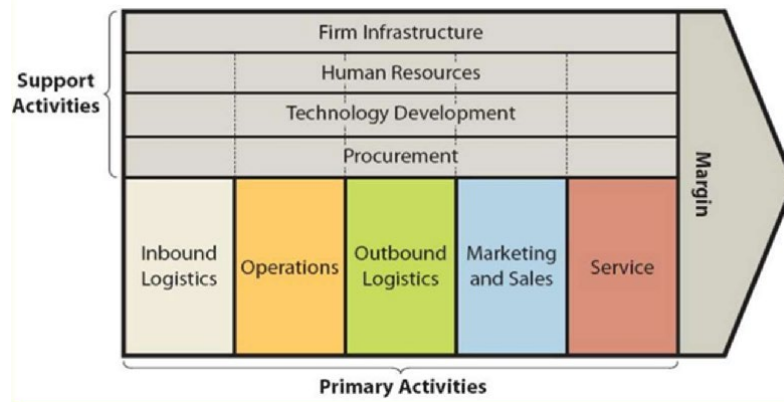 Firm Infrastructure
Support
Activities
Human Resources
Technology Development
Procurement
Margin
Inbound
Logistics
Operations
Outbound
Logistics
Marketing
and Sales
Service
Primary Activities